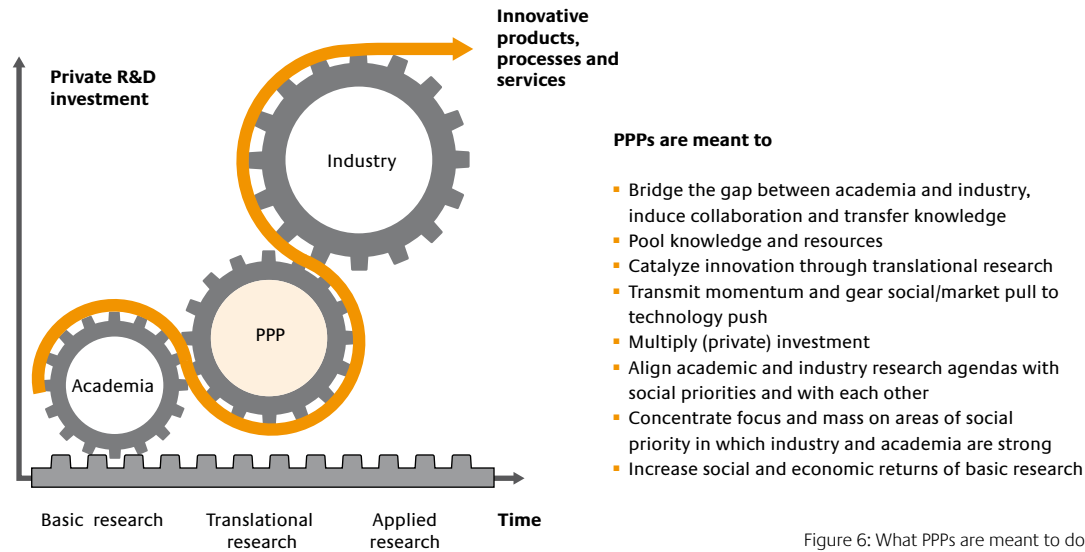 Innovative
products,
processes and
services
Private R&D
investment
Industry
PPP
Academia
Basic research
Translational
research
Applied
research
Time
PPPs are meant to
▪ Bridge the gap between academia and industry,
induce collaboration and transfer knowledge
▪ Pool knowledge and resources
▪ Catalyze innovation through translational research
▪ Transmit momentum and gear social/market pull to
technology push
▪ Multiply (private) investment
▪ Align academic and industry research agendas with
social priorities and with each other
▪ Concentrate focus and mass on areas of social
priority in which industry and academia are strong
▪ Increase social and economic returns of basic research
Figure 6: What PPPs are meant to do